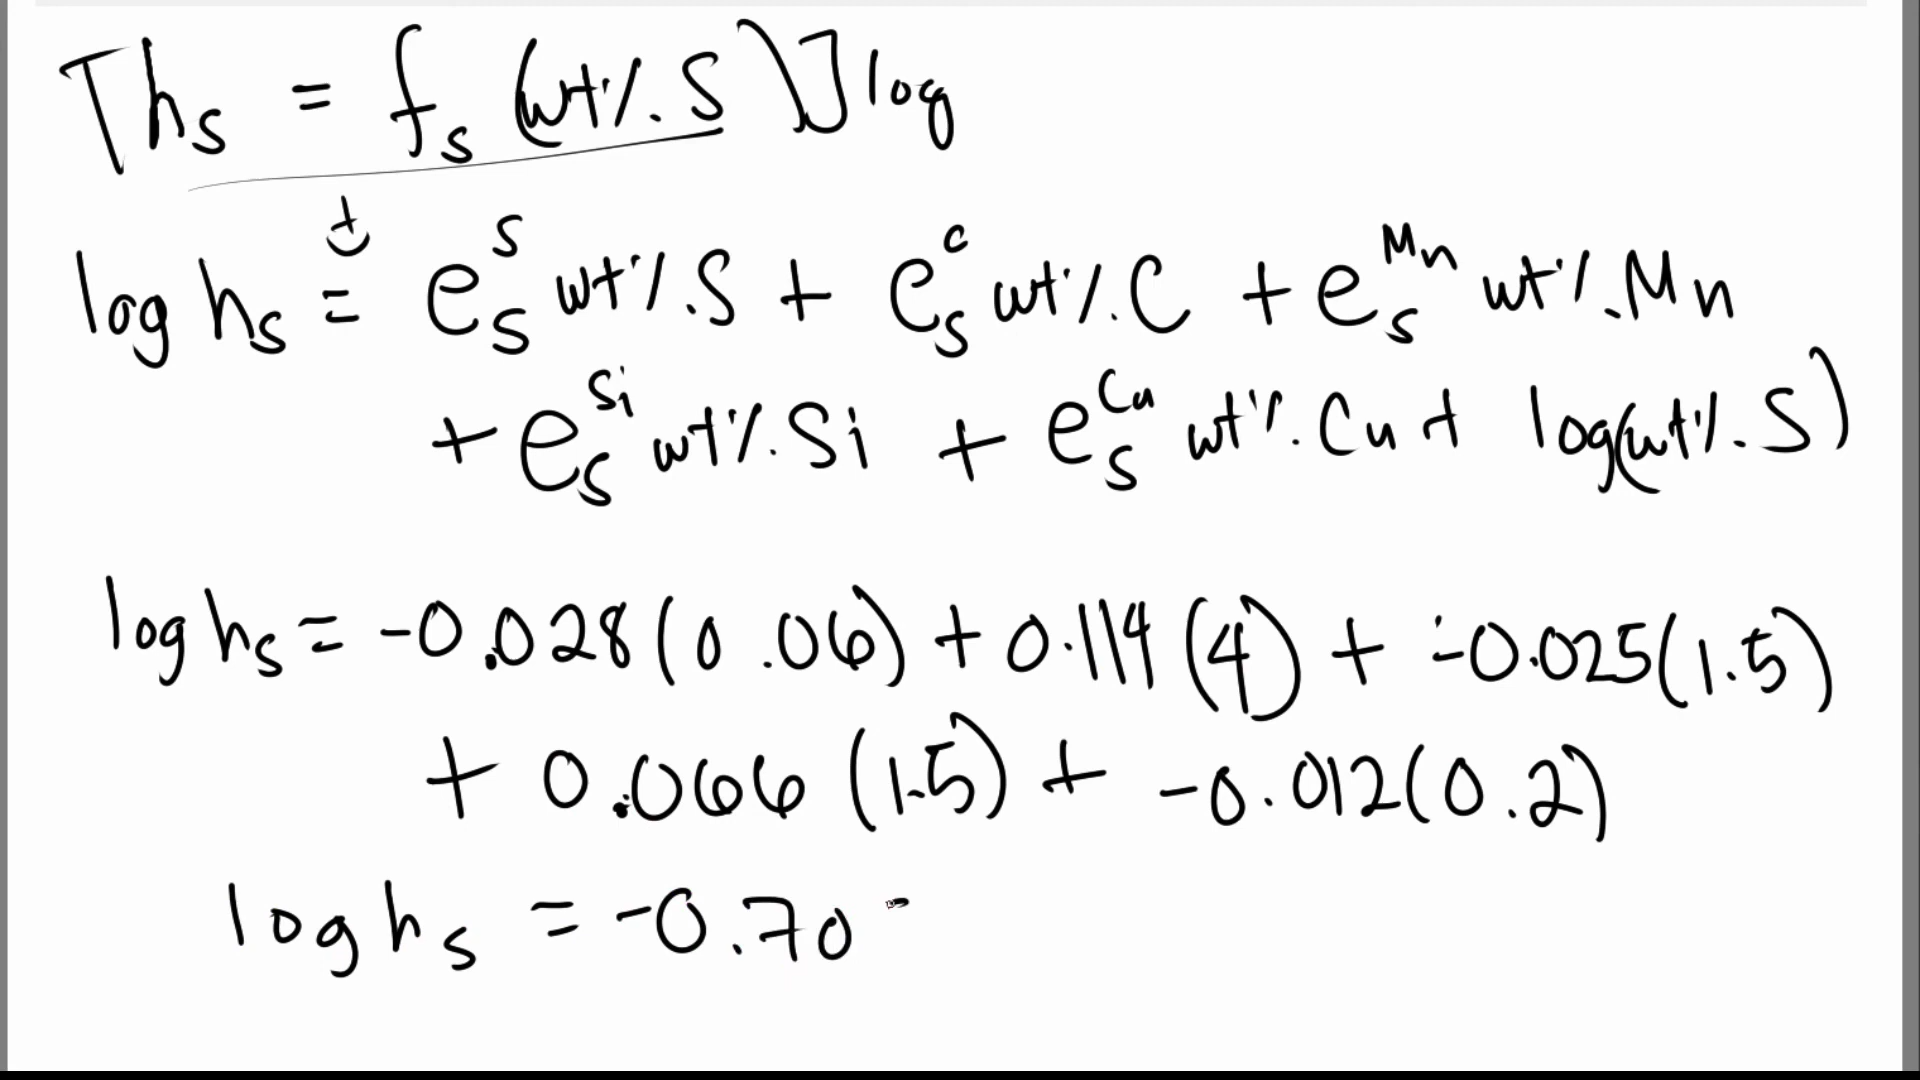 [h_s = f_s (wt%. S)] log
log h_s = e_s^S wt%.S + e_s^C wt%.C + e_s^Mn wt%.Mn
+ e_s^Si wt%.Si + e_s^Cu wt%.Cu + log(wt%.S)
log h_s = -0.028(0.06) + 0.114(4) + -0.025(1.5)
+ 0.066(1.5) + -0.012(0.2)
log h_s = -0.70